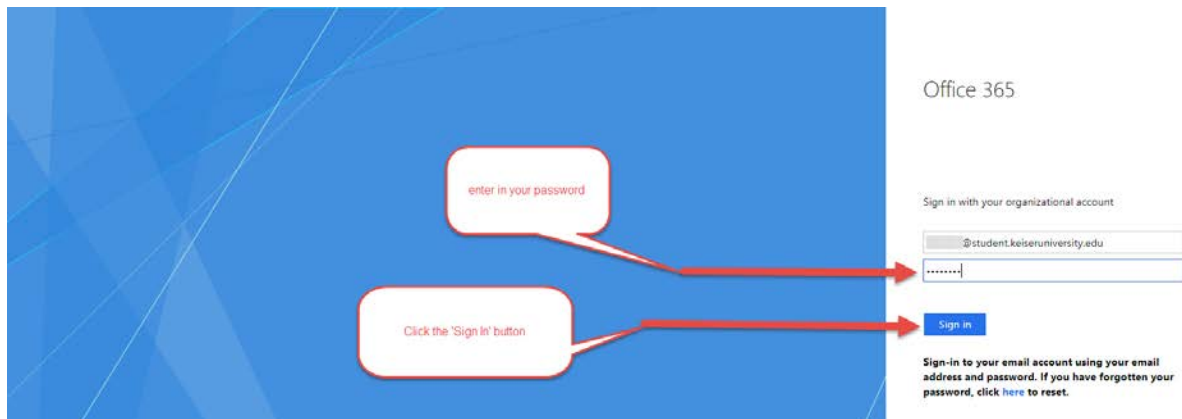 Office 365
enter in your password
Sign in with your organizational account
@student.keiseruniversity.edu
Click the 'Sign In' button
Sign in
Sign-in to your email account using your email
address and password. If you have forgotten your
password, click here to reset.